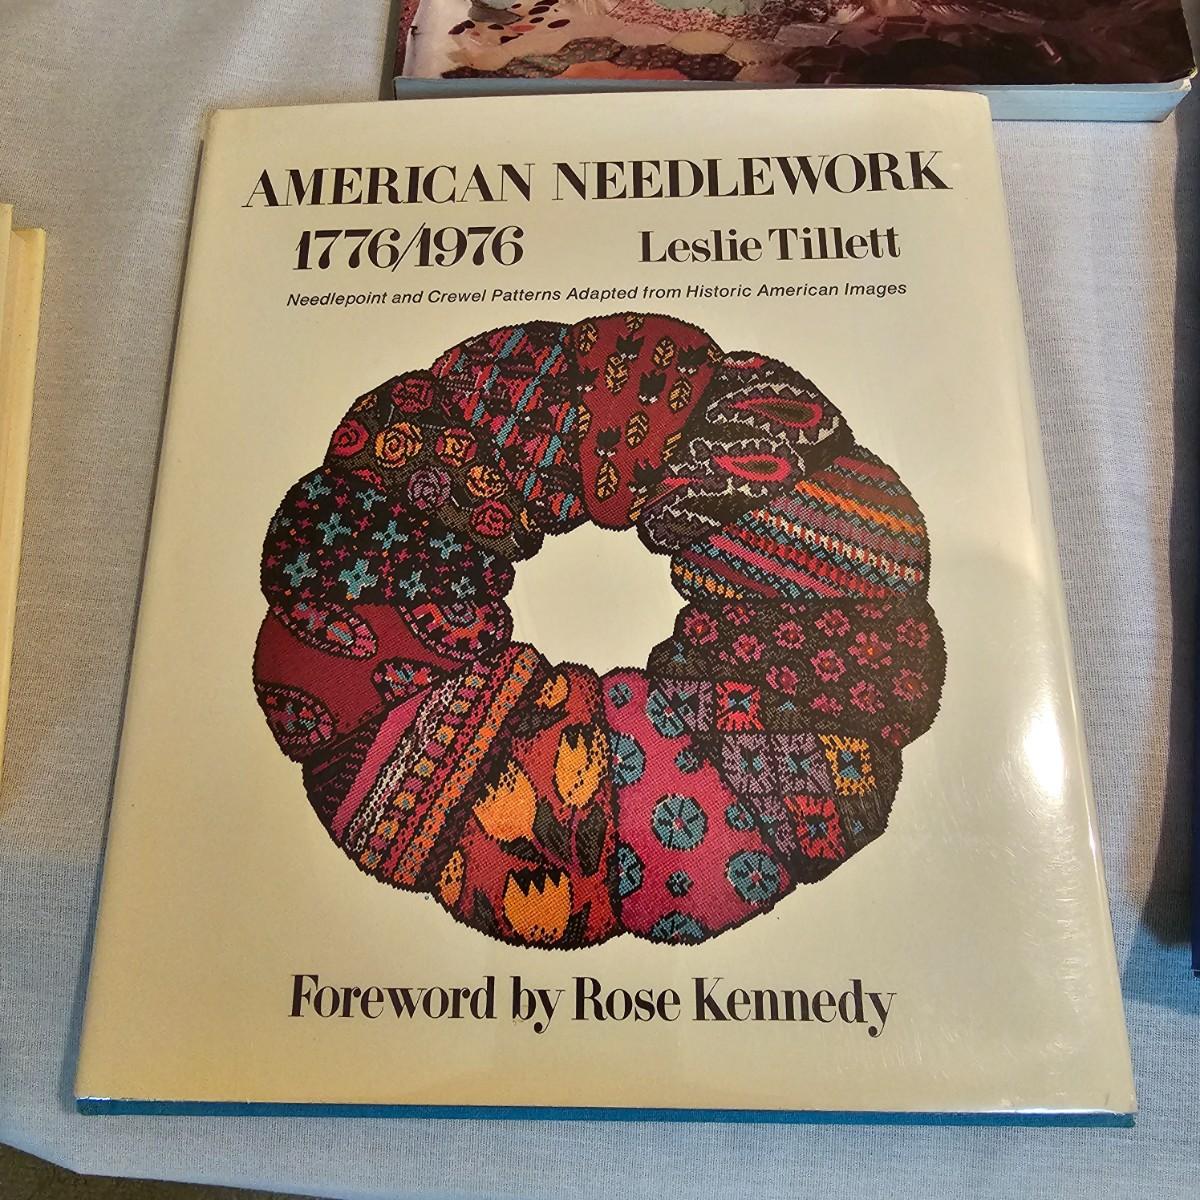 AMERICAN NEEDLEWORK
1776/1976 Leslie Tillett
Needlepoint and Crewel Patterns Adapted from Historic American Images
Foreword by Rose Kennedy